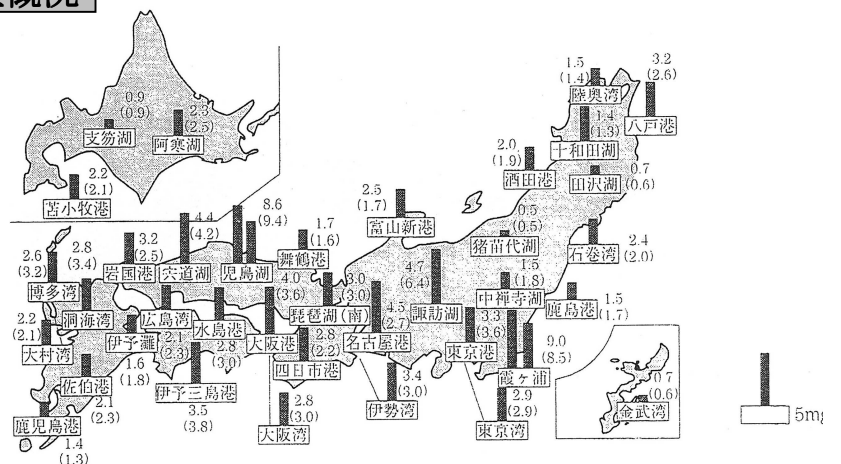 0.9
(0.9)
支笏湖
2.3
(2.5)
阿寒湖
2.2
(2.1)
苫小牧港
1.5
(1.4)
陸奥湾
3.2
(2.6)
八戸港
1.4
(1.3)
十和田湖
2.0
(1.9)
酒田港
0.7
(0.6)
田沢湖
2.5
(1.7)
富山新港
0.5
(0.5)
猪苗代湖
2.4
(2.0)
石巻湾
1.5
(1.8)
中禅寺湖
1.5
(1.7)
鹿島湾
8.6
(9.4)
児島湖
1.7
(1.6)
舞鶴港
4.4
(4.2)
宍道湖
3.2
(2.5)
岩国港
2.6
(3.2)
博多湾
2.8
(3.4)
洞海湾
2.2
(2.1)
大村湾
2.1
(2.3)
佐伯港
1.4
(1.3)
鹿児島港
1.6
(1.8)
伊予灘
2.1
(2.3)
広島湾
2.8
(3.0)
水島港
3.5
(3.8)
伊予三島港
4.0
(3.6)
大阪港
2.8
(3.0)
大阪湾
3.0
(3.0)
琵琶湖(南)
2.8
(2.2)
四日市港
4.5
(2.7)
名古屋港
3.4
(3.0)
伊勢湾
4.7
(6.4)
諏訪湖
3.3
(3.6)
東京港
9.0
(8.5)
霞ヶ浦
2.9
(2.9)
東京湾
0.7
(0.6)
金武湾
5mg